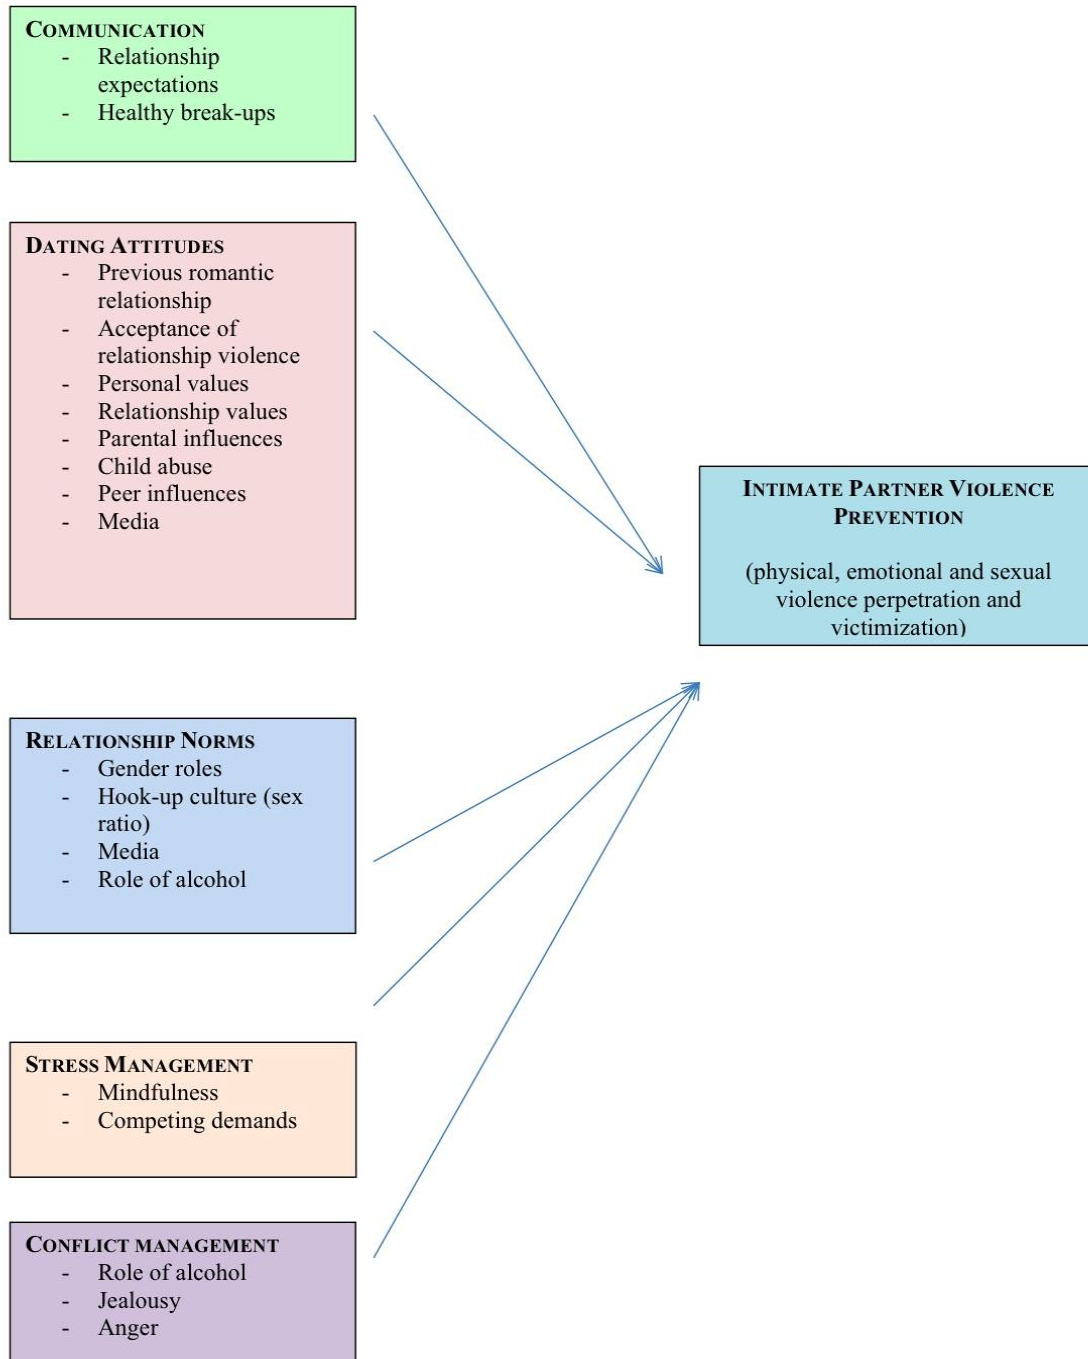 COMMUNICATION
- Relationship
expectations
- Healthy break-ups
DATING ATTITUDES
- Previous romantic
relationship
- Acceptance of
relationship violence
- Personal values
- Relationship values
- Parental influences
- Child abuse
- Peer influences
- Media
INTIMATE PARTNER VIOLENCE
PREVENTION
(physical, emotional and sexual
violence perpetration and
victimization)
RELATIONSHIP NORMS
- Gender roles
- Hook-up culture (sex
ratio)
- Media
- Role of alcohol
STRESS MANAGEMENT
- Mindfulness
- Competing demands
CONFLICT MANAGEMENT
- Role of alcohol
- Jealousy
- Anger